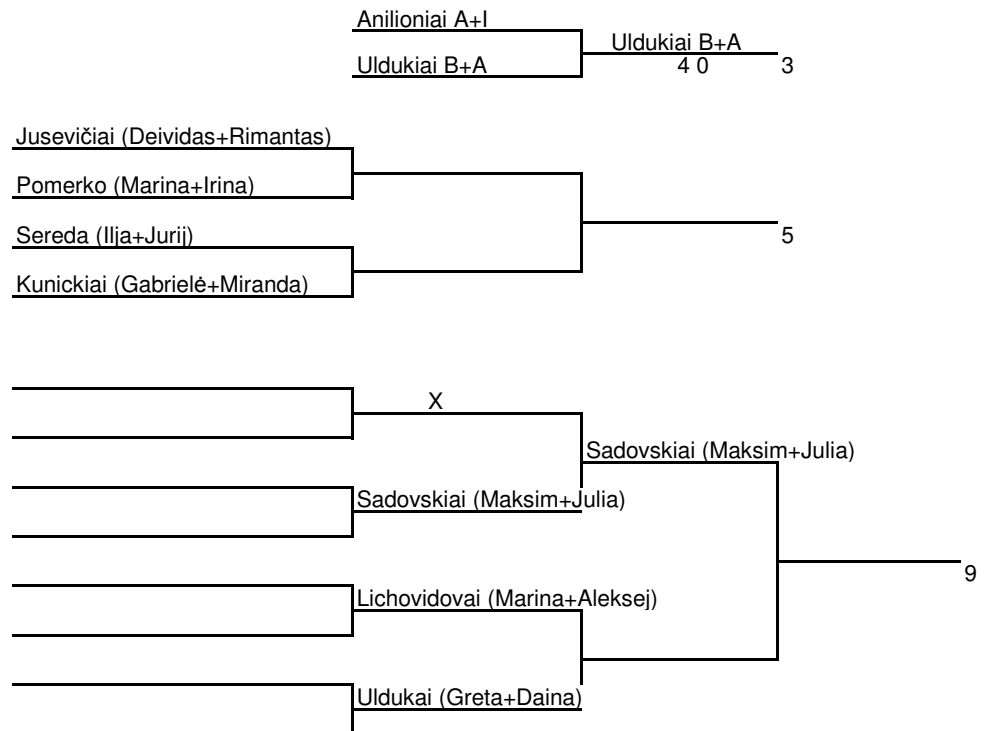 Anilioniai A+I
Uldukiai B+A
Uldukiai B+A
4 0
3
Jusevičiai (Deividas+Rimantas)
Pomerko (Marina+Irina)
Sereda (Ilja+Jurij)
5
Kunickiai (Gabrielė+Miranda)
X
Sadovskiai (Maksim+Julia)
Sadovskiai (Maksim+Julia)
9
Lichovidovai (Marina+Aleksej)
Uldukai (Greta+Daina)